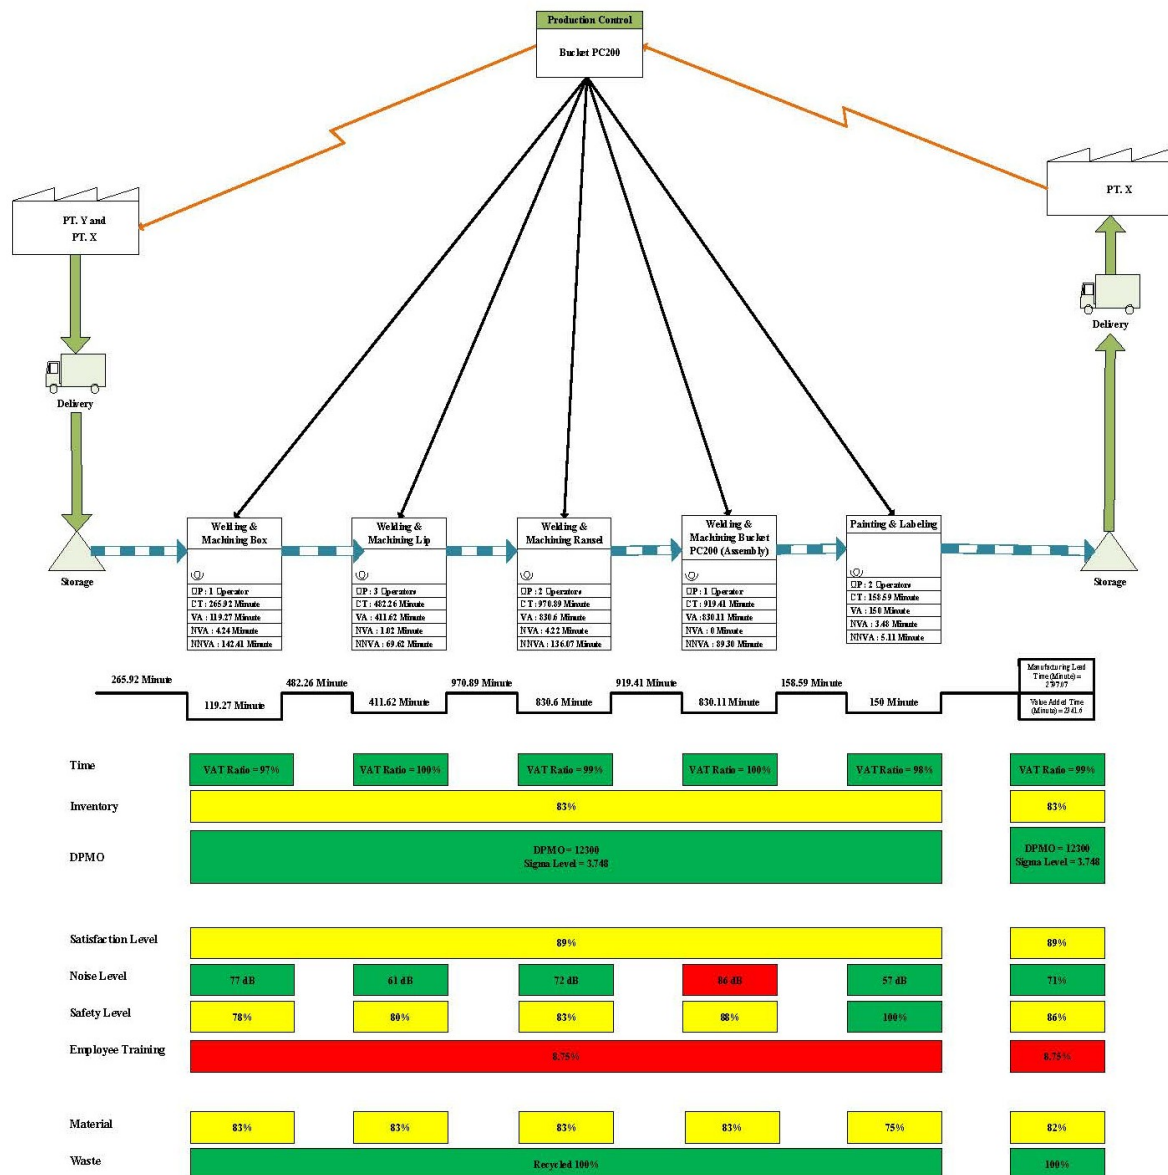 Production Control
Bucket PC200
PT. Y and
PT. X
PT. X
Delivery
Delivery
Storage
Storage
Welding &
Machining Box
OP : 1 Operators
CT : 265.92 Minute
VA : 119.27 Minute
NVA : 4.24 Minute
NNVA : 142.41 Minute
Welding &
Machining Lip
OP : 3 Operators
CT : 482.26 Minute
VA : 411.62 Minute
NVA : 1.02 Minute
NNVA : 69.62 Minute
Welding &
Machining Ransel
OP : 2 Operators
CT : 970.89 Minute
VA : 830.6 Minute
NVA : 4.22 Minute
NNVA : 136.07 Minute
Welding &
Machining Bucket
PC200 (Assembly)
OP : 1 Operator
CT : 919.41 Minute
VA : 830.11 Minute
NVA : 0 Minute
NNVA : 89.30 Minute
Painting & Labeling
OP : 2 Operators
CT : 158.59 Minute
VA : 150 Minute
NVA : 3.48 Minute
NNVA : 5.11 Minute
265.92 Minute
119.27 Minute
482.26 Minute
411.62 Minute
970.89 Minute
830.6 Minute
919.41 Minute
830.11 Minute
158.59 Minute
150 Minute
Manufacturing Lead
Time (Minute) =
2797.07
Value Added Time
(Minute) = 2341.6
Time
VAT Ratio = 97%
VAT Ratio = 100%
VAT Ratio = 99%
VAT Ratio = 100%
VAT Ratio = 98%
VAT Ratio = 99%
Inventory
83%
83%
DPMO
DPMO = 12300
Sigma Level = 3.748
DPMO = 12300
Sigma Level = 3.748
Satisfaction Level
89%
89%
Noise Level
77 dB
61 dB
72 dB
86 dB
57 dB
71%
Safety Level
78%
80%
83%
88%
100%
86%
Employee Training
8.75%
8.75%
Material
83%
83%
83%
83%
75%
82%
Waste
Recycled 100%
100%